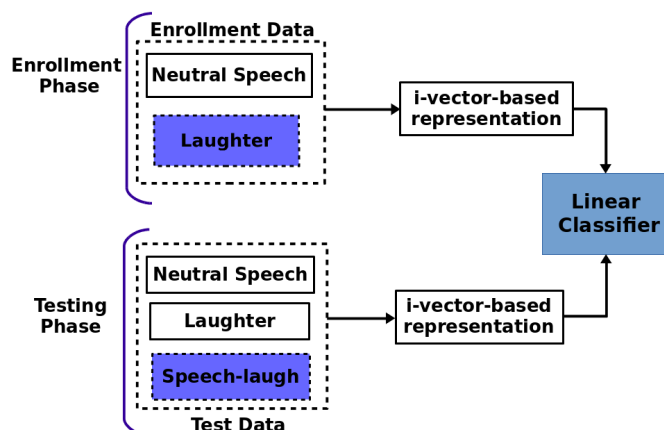 Enrollment Data
Enrollment
Phase
Neutral Speech
Laughter
i-vector-based
representation
Linear
Classifier
Testing
Phase
Neutral Speech
Laughter
Speech-laugh
i-vector-based
representation
Test Data